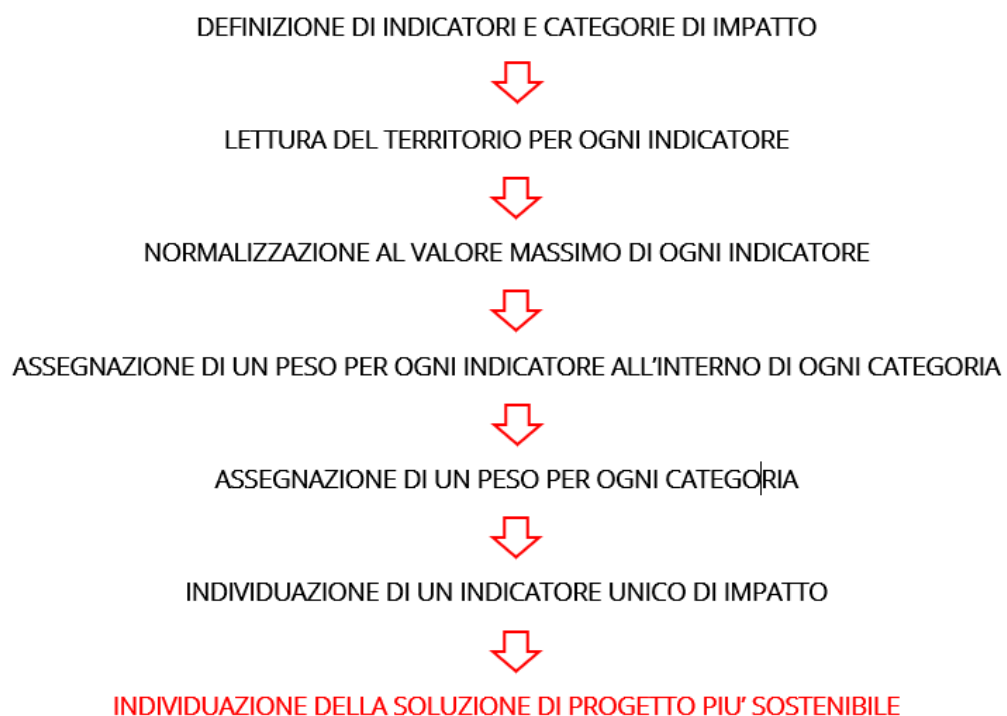 DEFINIZIONE DI INDICATORI E CATEGORIE DI IMPATTO
LETTURA DEL TERRITORIO PER OGNI INDICATORE
NORMALIZZAZIONE AL VALORE MASSIMO DI OGNI INDICATORE
ASSEGNAZIONE DI UN PESO PER OGNI INDICATORE ALL'INTERNO DI OGNI CATEGORIA
ASSEGNAZIONE DI UN PESO PER OGNI CATEGORIA
INDIVIDUAZIONE DI UN INDICATORE UNICO DI IMPATTO
INDIVIDUAZIONE DELLA SOLUZIONE DI PROGETTO PIU' SOSTENIBILE